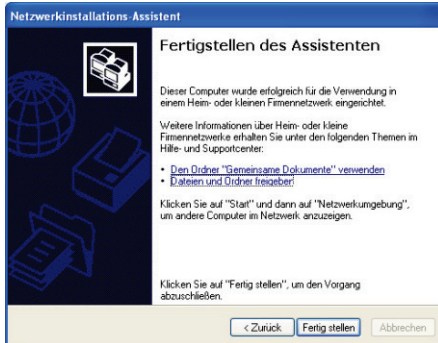 Netzwerkinstallations-Assistent
Fertigstellen des Assistenten
Dieser Computer wurde erfolgreich für die Verwendung in
einem Heim- oder kleinen Firmennetzwerk eingerichtet.
Weitere Informationen über Heim- oder kleine
Firmennetzwerke erhalten Sie unter den folgenden Themen im
Hilfe- und Supportcenter:
• Den Ordner "Gemeinsame Dokumente" verwenden
• Dateien und Ordner freigeben
Klicken Sie auf "Start" und dann auf "Netzwerkumgebung",
um andere Computer im Netzwerk anzuzeigen.
Klicken Sie auf "Fertig stellen", um den Vorgang
abzuschließen.
< Zurück Fertig stellen Abbrechen